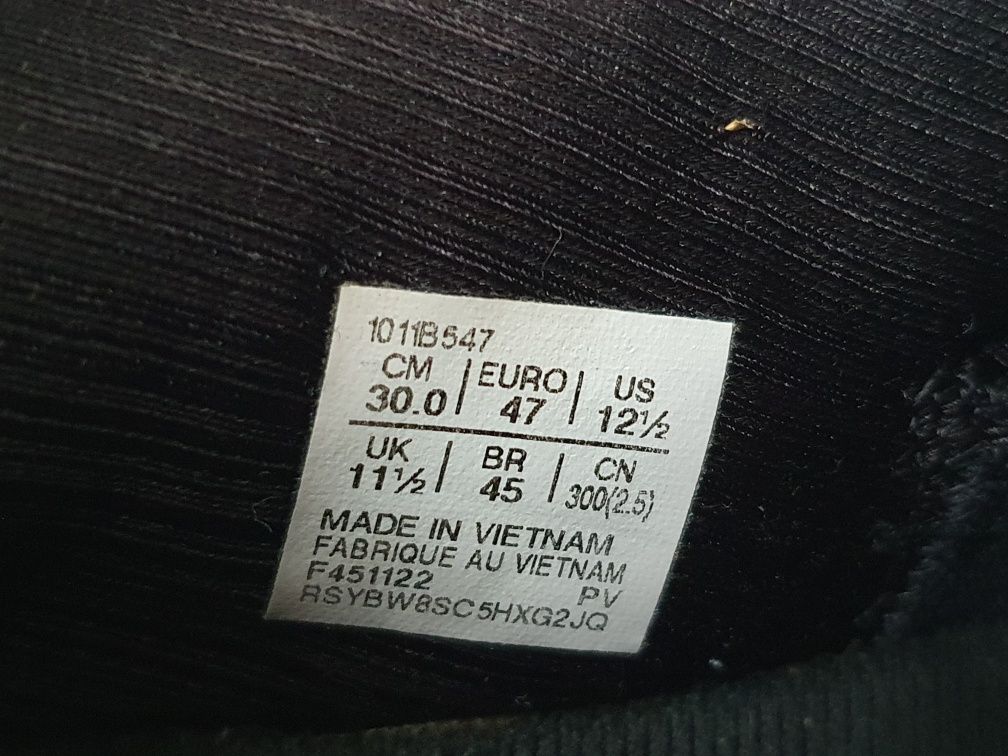 1011B547
CM | EURO | US
30.0 | 47 | 12½
UK | BR | CN
11½ | 45 | 300(2.5)
MADE IN VIETNAM
FABRIQUE AU VIETNAM
F451122 PV
RSYBW8SC5HXG2JQ